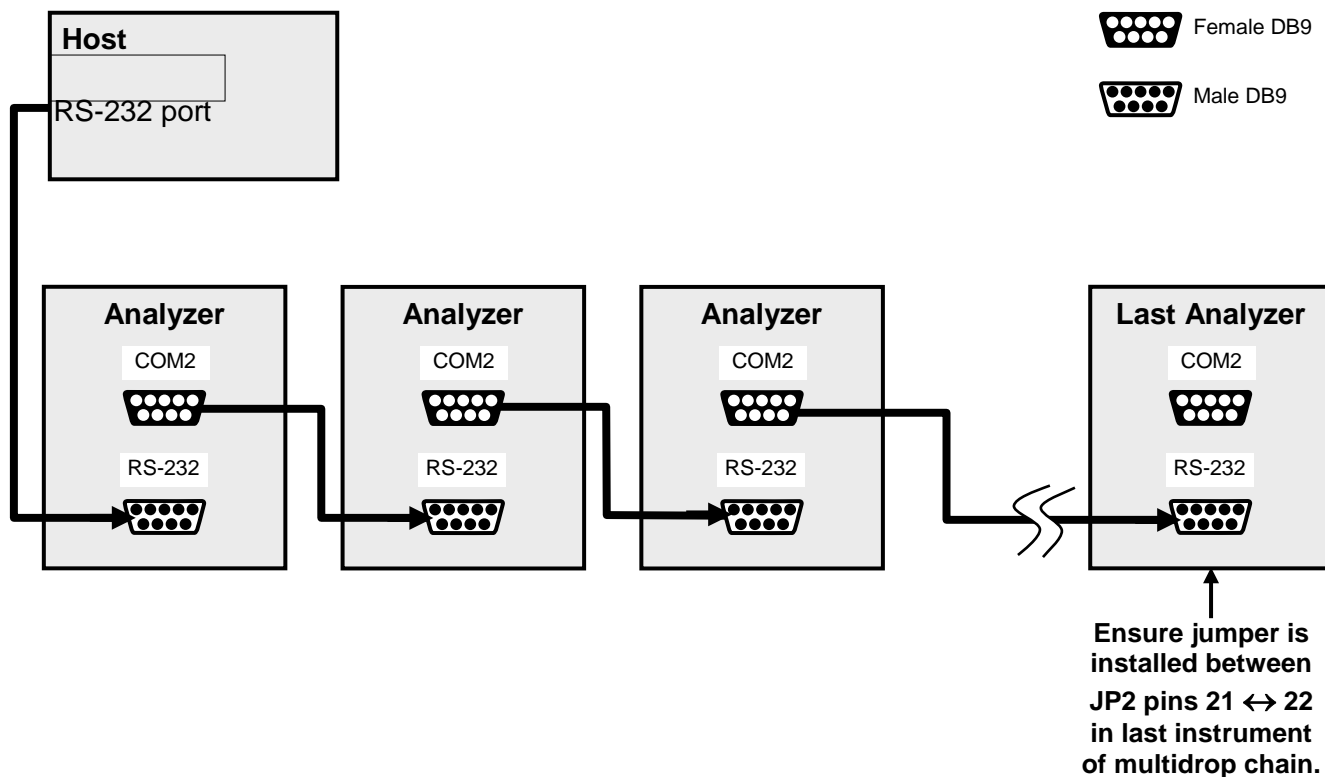 Host
RS-232 port
Female DB9
Male DB9
Analyzer
COM2
RS-232
Analyzer
COM2
RS-232
Analyzer
COM2
RS-232
Last Analyzer
COM2
RS-232
Ensure jumper is
installed between
JP2 pins 21 ↔ 22
in last instrument
of multidrop chain.